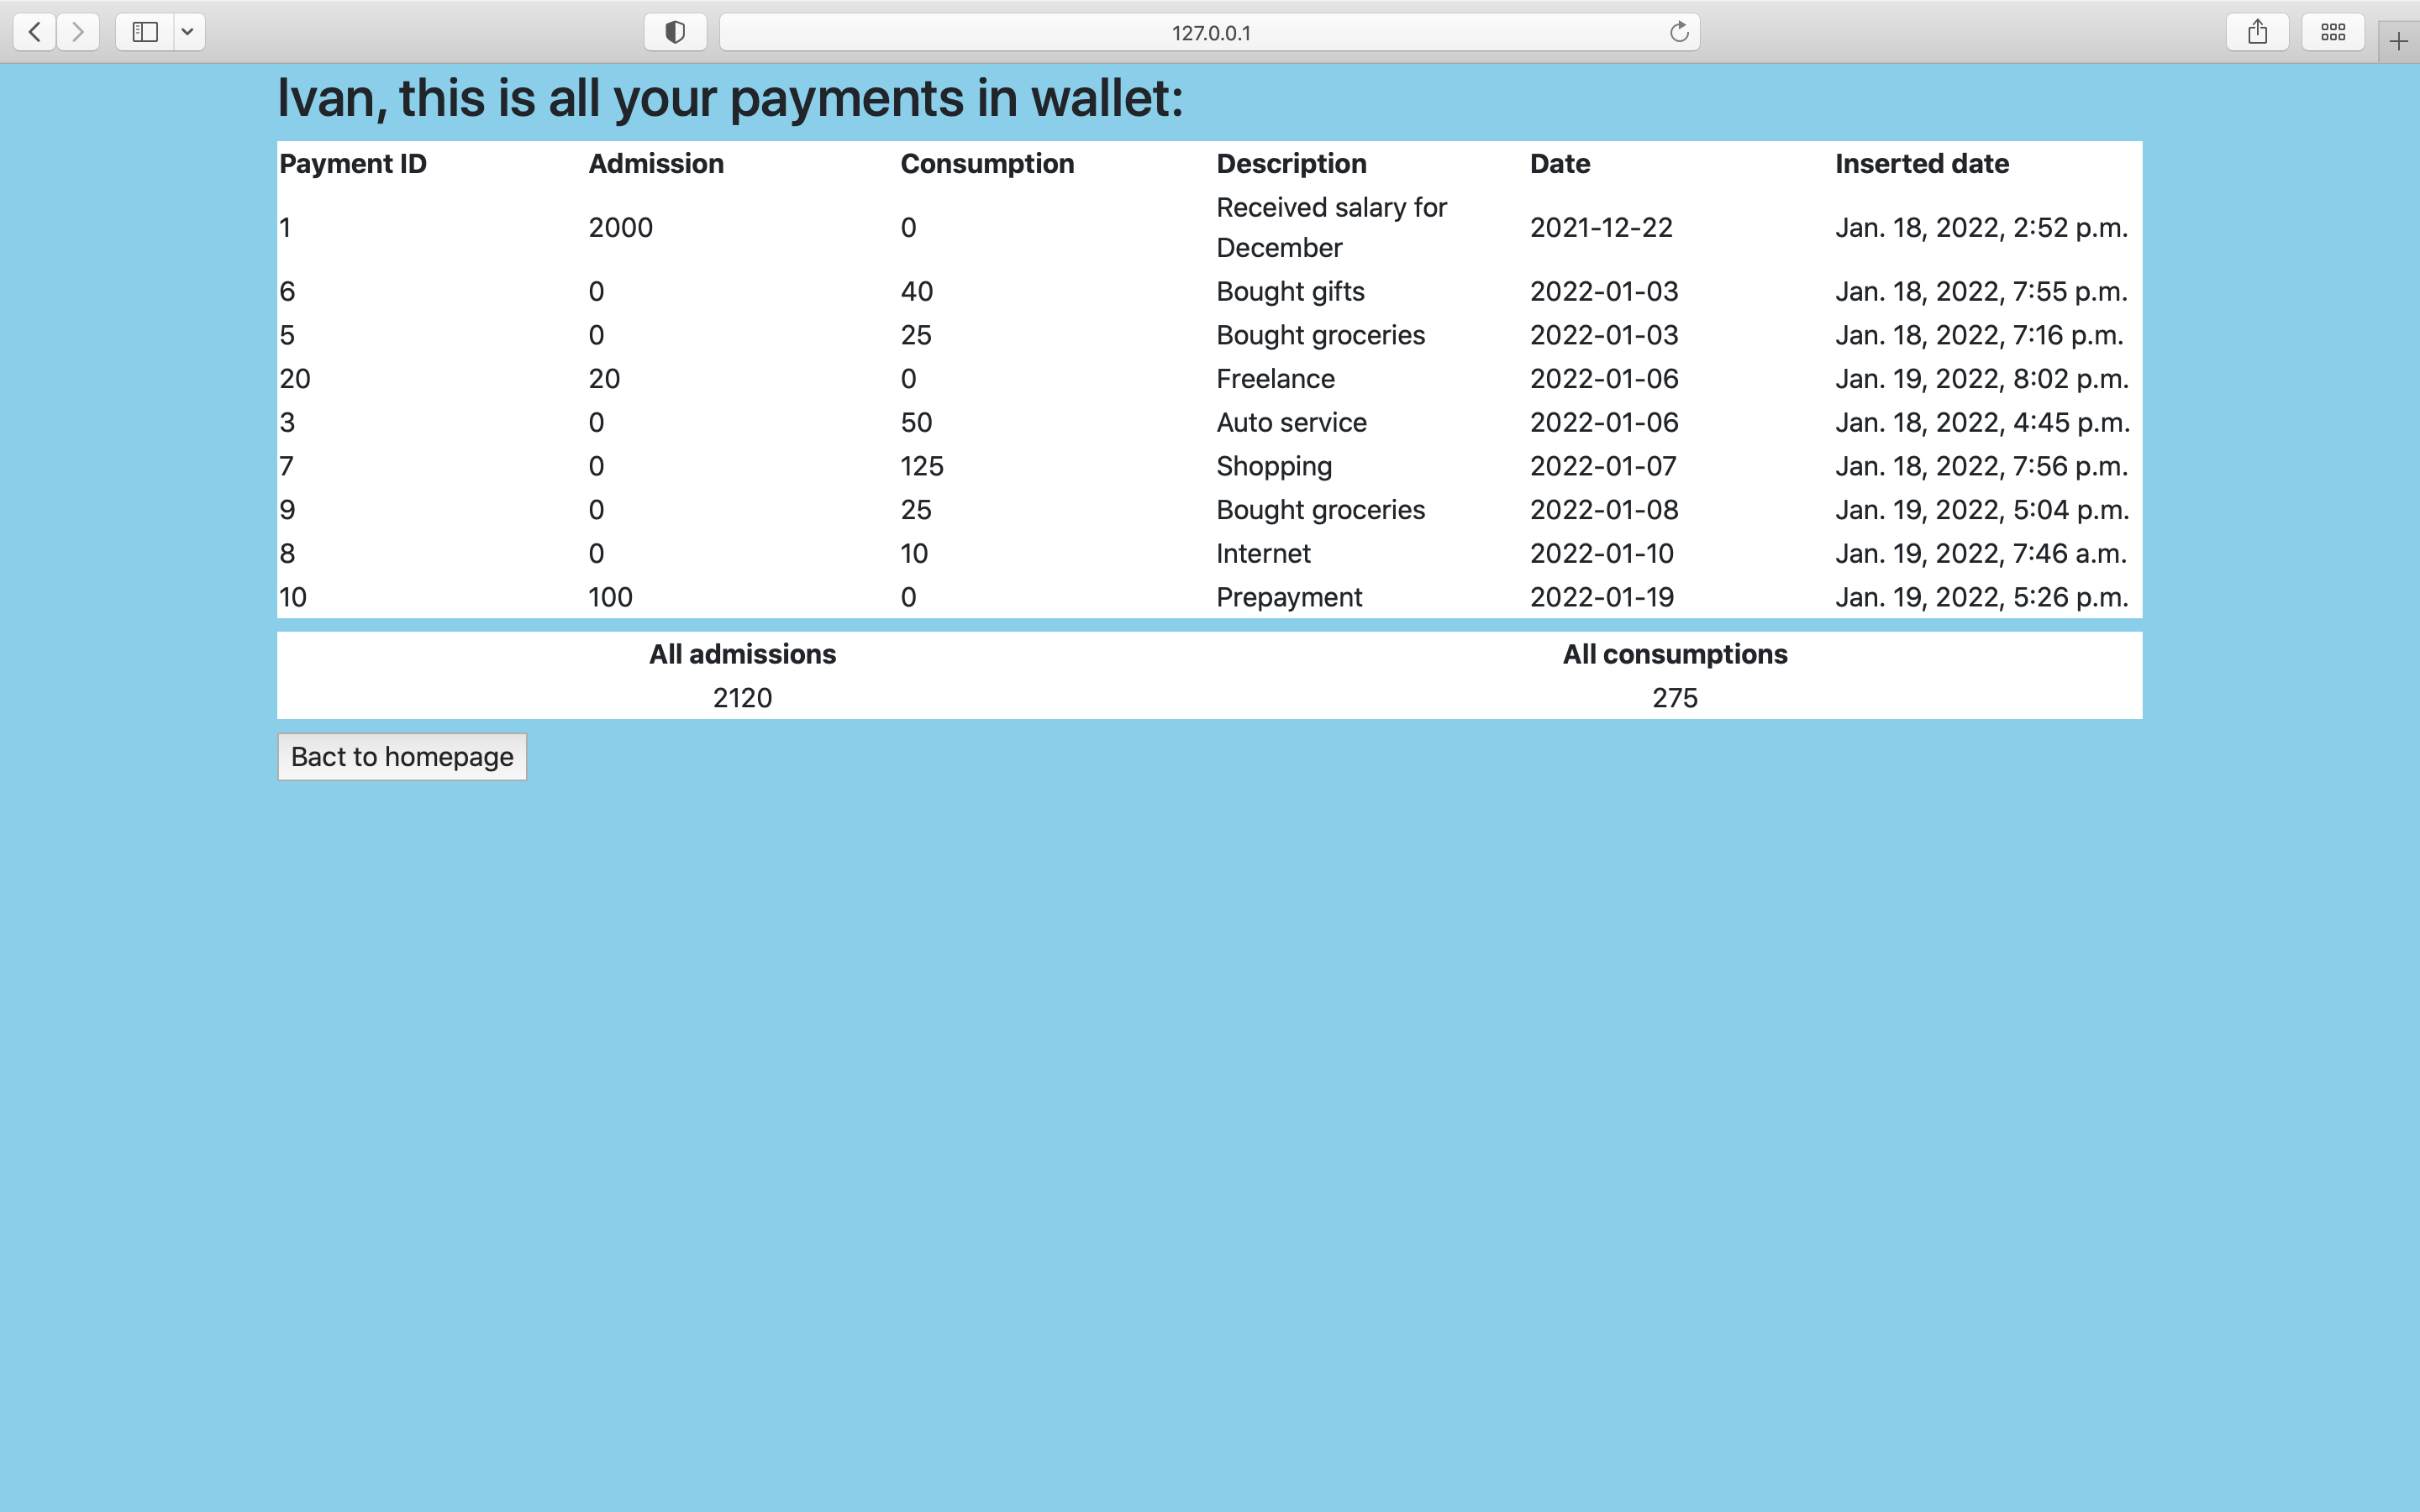 127.0.0.1
Ivan, this is all your payments in wallet:
Payment ID Admission Consumption Description Date Inserted date
1 2000 0 Received salary for December 2021-12-22 Jan. 18, 2022, 2:52 p.m.
6 0 40 Bought gifts 2022-01-03 Jan. 18, 2022, 7:55 p.m.
5 0 25 Bought groceries 2022-01-03 Jan. 18, 2022, 7:16 p.m.
20 20 0 Freelance 2022-01-06 Jan. 19, 2022, 8:02 p.m.
3 0 50 Auto service 2022-01-06 Jan. 18, 2022, 4:45 p.m.
7 0 125 Shopping 2022-01-07 Jan. 18, 2022, 7:56 p.m.
9 0 25 Bought groceries 2022-01-08 Jan. 19, 2022, 5:04 p.m.
8 0 10 Internet 2022-01-10 Jan. 19, 2022, 7:46 a.m.
10 100 0 Prepayment 2022-01-19 Jan. 19, 2022, 5:26 p.m.
All admissions All consumptions
2120 275
Bact to homepage